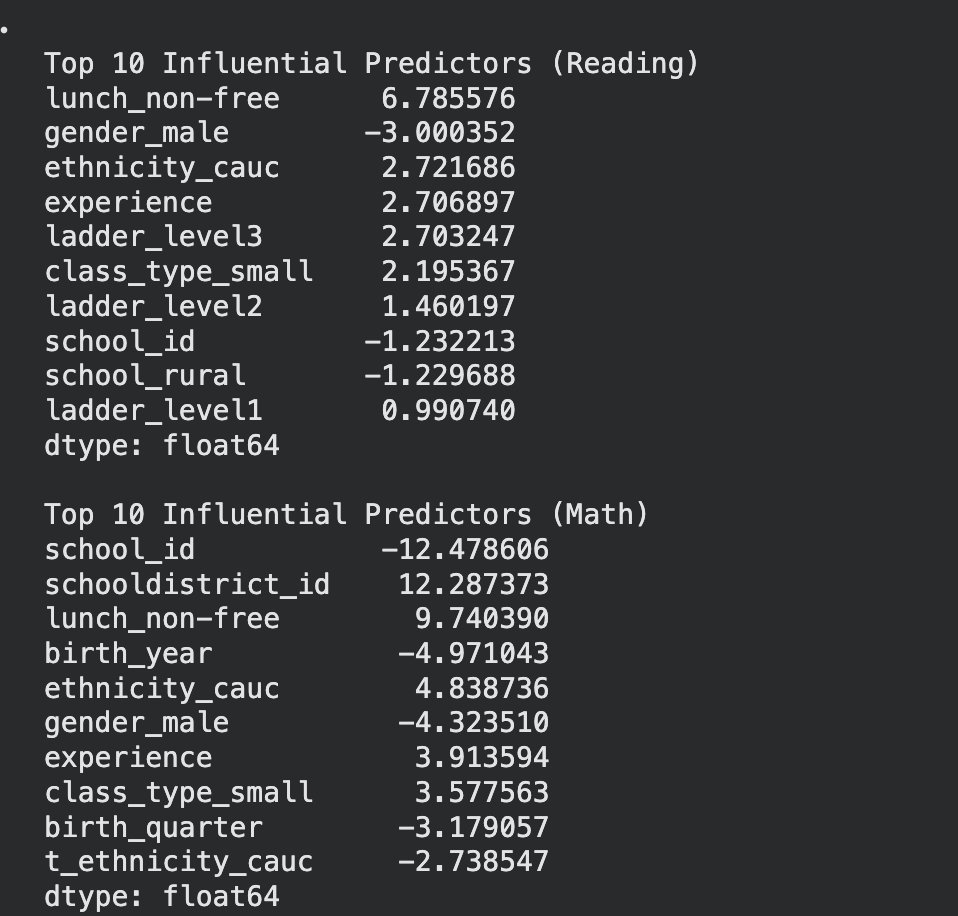 Top 10 Influential Predictors (Reading)
lunch_non-free 6.785576
gender_male -3.000352
ethnicity_cauc 2.721686
experience 2.706897
ladder_level3 2.703247
class_type_small 2.195367
ladder_level2 1.460197
school_id -1.232213
school_rural -1.229688
ladder_level1 0.990740
dtype: float64

Top 10 Influential Predictors (Math)
school_id -12.478606
schooldistrict_id 12.287373
lunch_non-free 9.740390
birth_year -4.971043
ethnicity_cauc 4.838736
gender_male -4.323510
experience 3.913594
class_type_small 3.577563
birth_quarter -3.179057
t_ethnicity_cauc -2.738547
dtype: float64